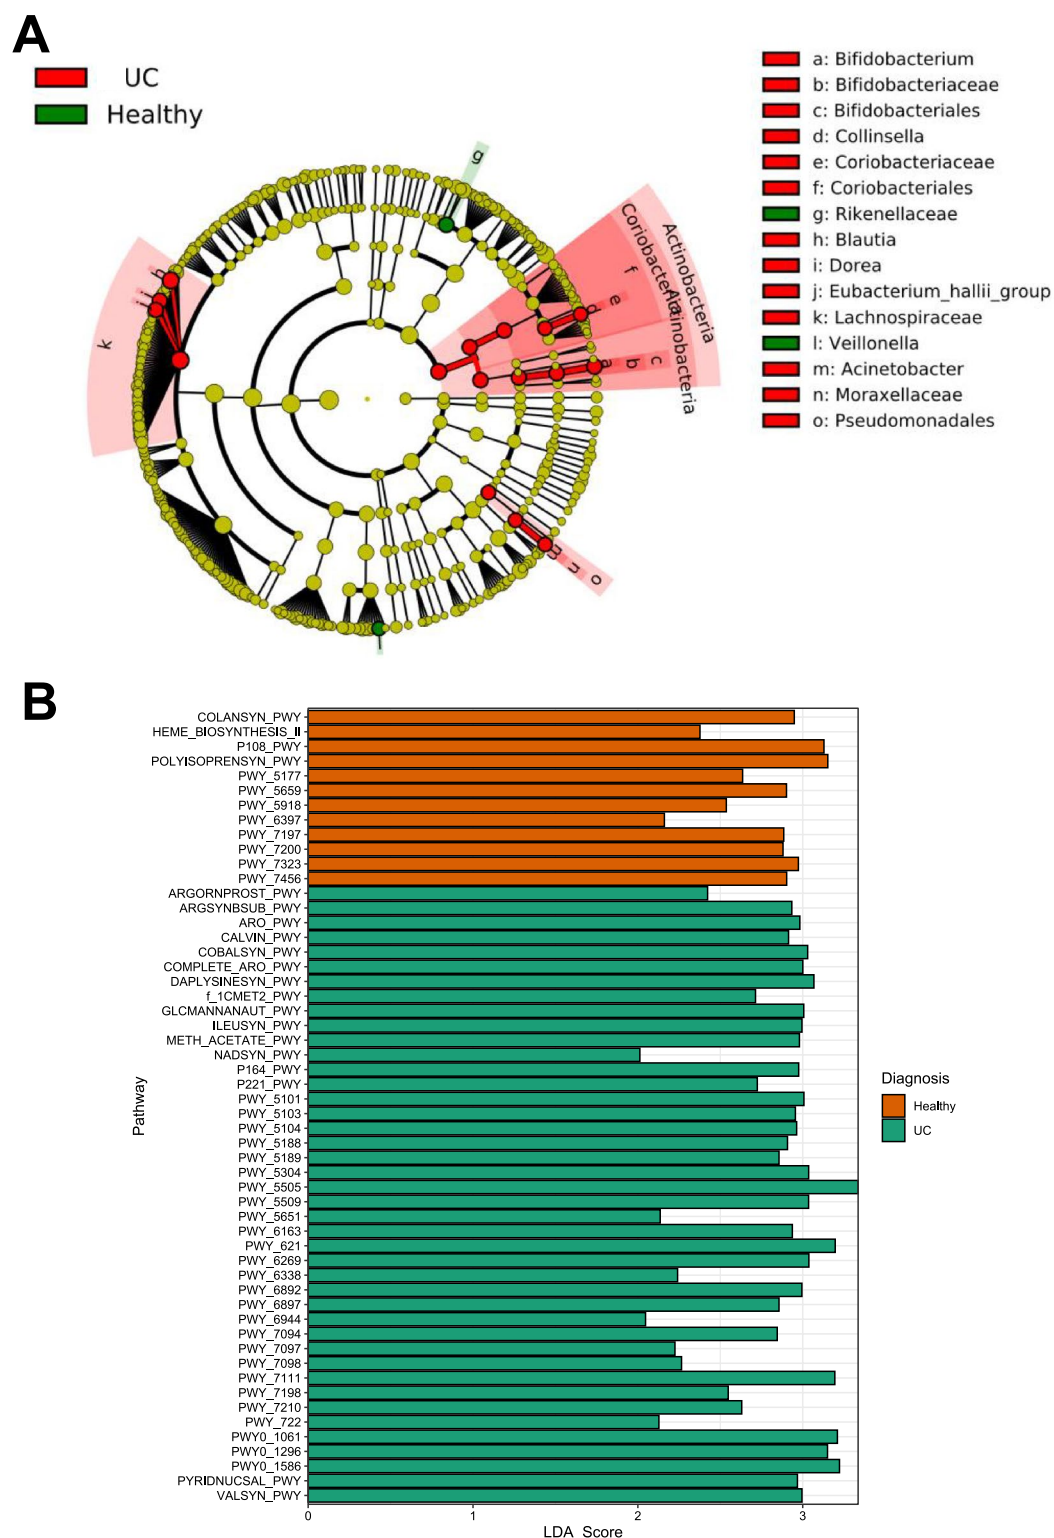 A
UC
Healthy
a: Bifidobacterium
b: Bifidobacteriaceae
c: Bifidobacteriales
d: Collinsella
e: Coriobacteriaceae
f: Coriobacteriales
g: Rikenellaceae
h: Blautia
i: Dorea
j: Eubacterium_hallii_group
k: Lachnospiraceae
l: Veillonella
m: Acinetobacter
n: Moraxellaceae
o: Pseudomonadales
g
Actinobacteria
Coriobacteriia
Actinobacteria
f
e
d
c
b
a
h
i
j
k
l
m
n
o
B
Pathway
COLANSYN_PWY
HEME_BIOSYNTHESIS_II
P108_PWY
POLYISOPRENSYN_PWY
PWY_5177
PWY_5659
PWY_5918
PWY_6397
PWY_7197
PWY_7200
PWY_7323
PWY_7456
ARGORNPROST_PWY
ARGSYNBSUB_PWY
ARO_PWY
CALVIN_PWY
COBALSYN_PWY
COMPLETE_ARO_PWY
DAPLYSINESYN_PWY
f_1CMET2_PWY
GLCMANNANAUT_PWY
ILEUSYN_PWY
METH_ACETATE_PWY
NADSYN_PWY
P164_PWY
P221_PWY
PWY_5101
PWY_5103
PWY_5104
PWY_5188
PWY_5189
PWY_5304
PWY_5505
PWY_5509
PWY_5651
PWY_6163
PWY_621
PWY_6269
PWY_6338
PWY_6892
PWY_6897
PWY_6944
PWY_7094
PWY_7097
PWY_7098
PWY_7111
PWY_7198
PWY_7210
PWY_722
PWY0_1061
PWY0_1296
PWY0_1586
PYRIDNUCSAL_PWY
VALSYN_PWY
0 1 2 3
LDA_Score
Diagnosis
Healthy
UC